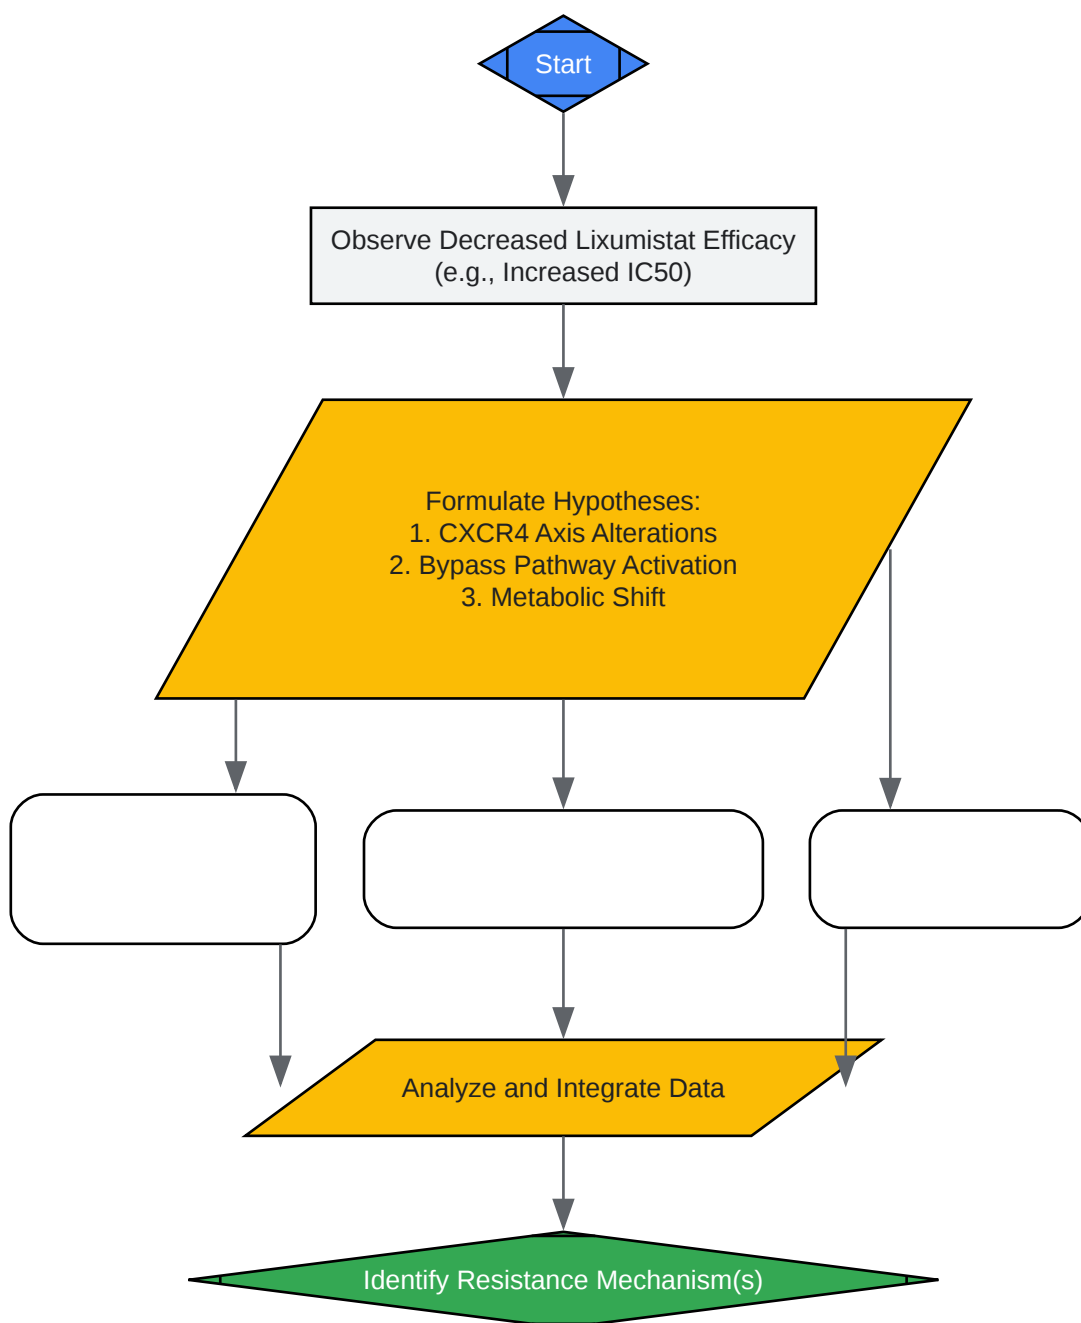 Start
Observe Decreased Lixumistat Efficacy
(e.g., Increased IC50)
Formulate Hypotheses:
1. CXCR4 Axis Alterations
2. Bypass Pathway Activation
3. Metabolic Shift
Analyze and Integrate Data
Identify Resistance Mechanism(s)